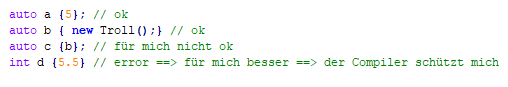 auto a {5}; // ok
auto b { new Troll();} // ok
auto c {b}; // für mich nicht ok
int d {5.5} // error ==> für mich besser ==> der Compiler schützt mich